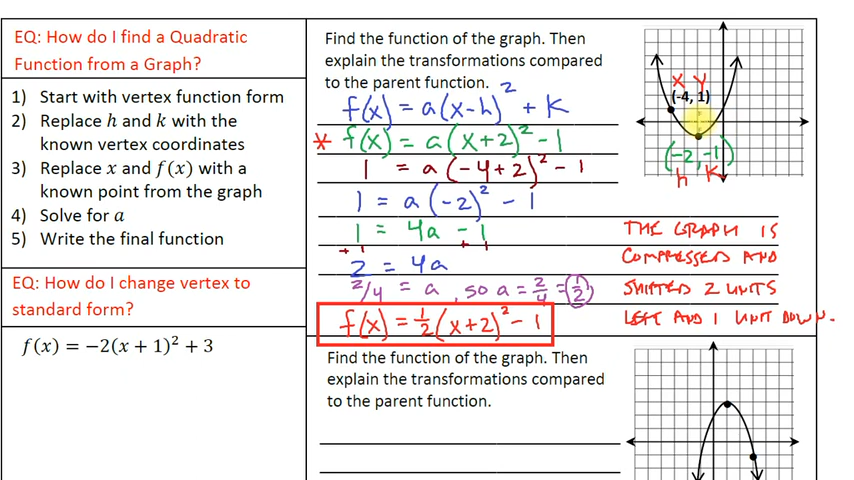 EQ: How do I find a Quadratic
Function from a Graph?
1) Start with vertex function form
2) Replace h and k with the
known vertex coordinates
3) Replace x and f(x) with a
known point from the graph
4) Solve for a
5) Write the final function
EQ: How do I change vertex to
standard form?
f(x) = −2(x + 1)² + 3
Find the function of the graph. Then
explain the transformations compared
to the parent function.
f(x) = a(x-h)² + k
* f(x) = a(x+2)² - 1
1 = a(-4+2)² - 1
1 = a(-2)² - 1
1 = 4a - 1
+1 1
2 = 4a
2/4 = a, so a = 2/4 = 1/2
f(x) = 1/2(x+2)² - 1
X Y
(-4, 1)
(-2, -1)
h K
THE GRAPH IS
COMPRESSED AND
SHIFTED 2 UNITS
LEFT AND 1 UNIT DOWN.
Find the function of the graph. Then
explain the transformations compared
to the parent function.